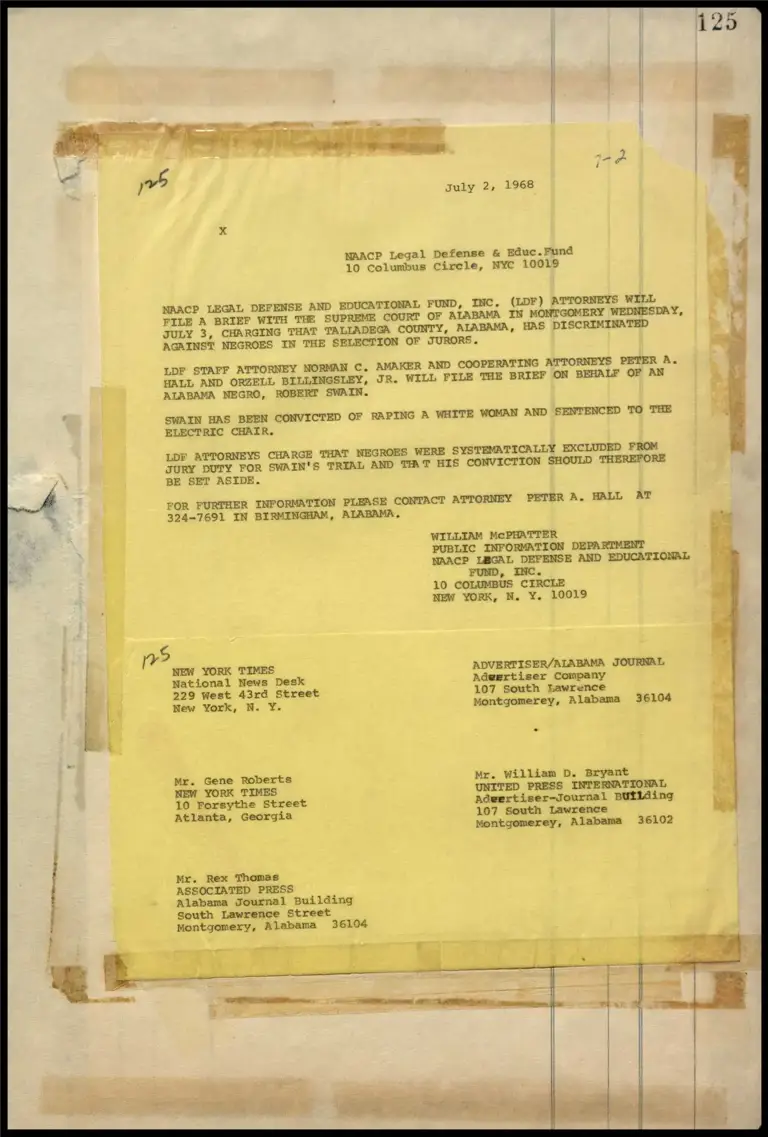 125
125
7-2
July 2, 1968
X
NAACP Legal Defense & Educ.Fund
10 Columbus Circle, NYC 10019
NAACP LEGAL DEFENSE AND EDUCATIONAL FUND, INC. (LDF) ATTORNEYS WILL
FILE A BRIEF WITH THE SUPREME COURT OF ALABAMA IN MONTGOMERY WEDNESDAY,
JULY 3, CHARGING THAT TALLADEGA COUNTY, ALABAMA, HAS DISCRIMINATED
AGAINST NEGROES IN THE SELECTION OF JURORS.
LDF STAFF ATTORNEY NORMAN C. AMAKER AND COOPERATING ATTORNEYS PETER A.
HALL AND ORZELL BILLINGSLEY, JR. WILL FILE THE BRIEF ON BEHALF OF AN
ALABAMA NEGRO, ROBERT SWAIN.
SWAIN HAS BEEN CONVICTED OF RAPING A WHITE WOMAN AND SENTENCED TO THE
ELECTRIC CHAIR.
LDF ATTORNEYS CHARGE THAT NEGROES WERE SYSTEMATICALLY EXCLUDED FROM
JURY DUTY FOR SWAIN'S TRIAL AND THA T HIS CONVICTION SHOULD THEREFORE
BE SET ASIDE.
FOR FURTHER INFORMATION PLEASE CONTACT ATTORNEY PETER A. HALL AT
324-7691 IN BIRMINGHAM, ALABAMA.
WILLIAM McPHATTER
PUBLIC INFORMATION DEPARTMENT
NAACP LEGAL DEFENSE AND EDUCATIONAL
FUND, INC.
10 COLUMBUS CIRCLE
NEW YORK, N. Y. 10019
125
NEW YORK TIMES
National News Desk
229 West 43rd Street
New York, N. Y.
ADVERTISER/ALABAMA JOURNAL
Advertiser Company
107 South Lawrence
Montgomerey, Alabama 36104
Mr. Gene Roberts
NEW YORK TIMES
10 Forsythe Street
Atlanta, Georgia
Mr. William D. Bryant
UNITED PRESS INTERNATIONAL
Advertiser-Journal Building
107 South Lawrence
Montgomerey, Alabama 36102
Mr. Rex Thomas
ASSOCIATED PRESS
Alabama Journal Building
South Lawrence Street
Montgomery, Alabama 36104